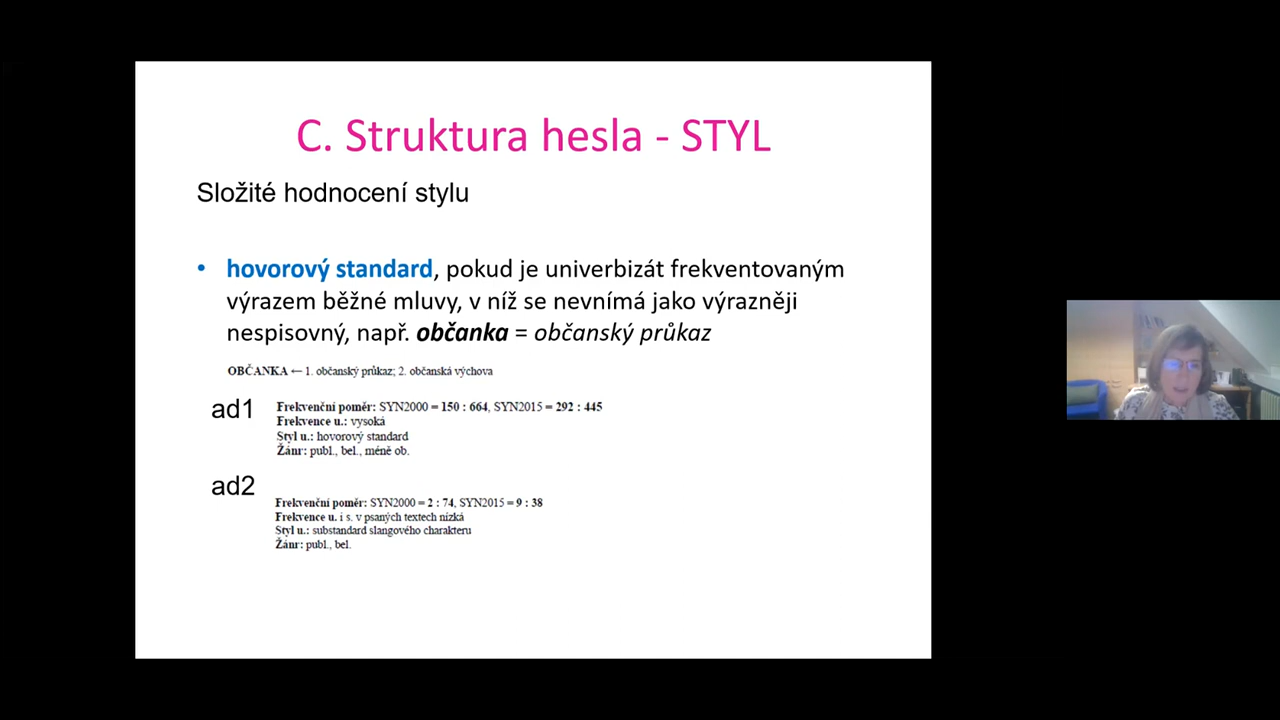 C. Struktura hesla - STYL
Složité hodnocení stylu
• hovorový standard, pokud je univerbizát frekventovaným
výrazem běžné mluvy, v níž se nevnímá jako výrazněji
nespisovný, např. občanka = občanský průkaz
OBČANKA ← 1. občanský průkaz; 2. občanská výchova
ad1
Frekvenční poměr: SYN2000 = 150 : 664, SYN2015 = 292 : 445
Frekvence u.: vysoká
Styl u.: hovorový standard
Žánr: publ., bel., méně ob.
ad2
Frekvenční poměr: SYN2000 = 2 : 74, SYN2015 = 9 : 38
Frekvence u. i s. v psaných textech nízká
Styl u.: substandard slangového charakteru
Žánr: publ., bel.